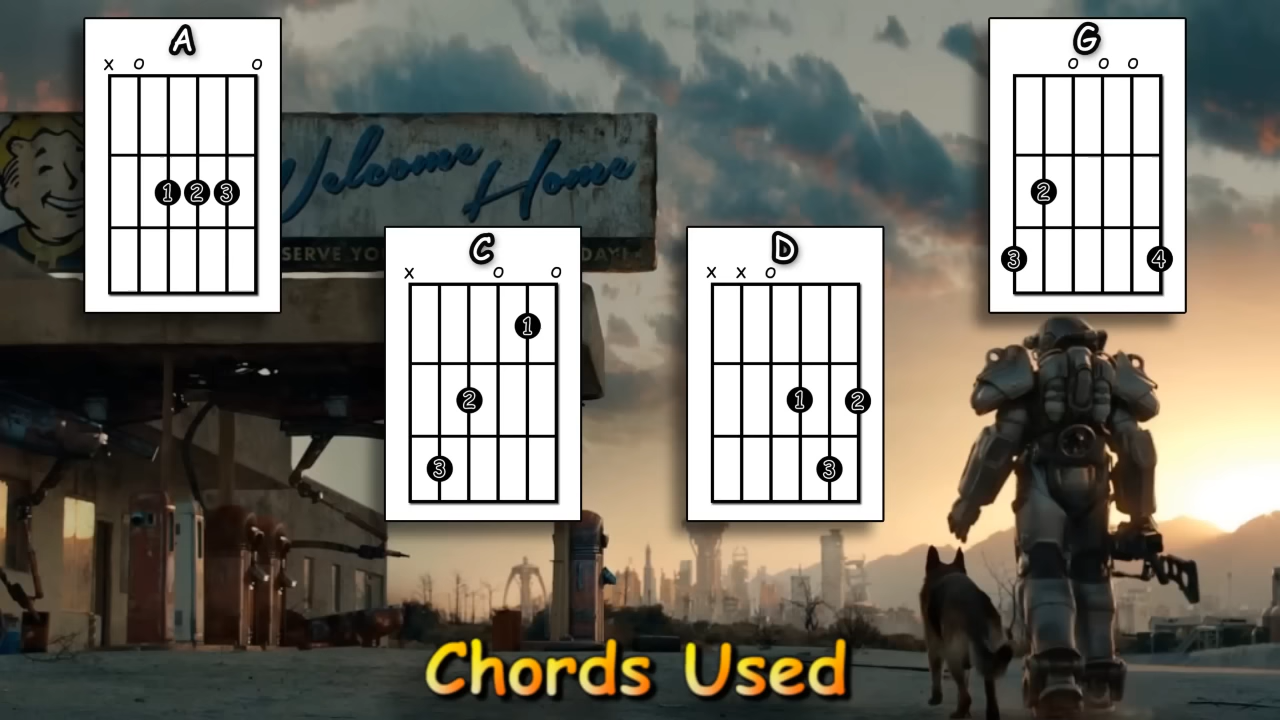 A
x o o
1 2 3
Welcome Home
SERVE YO
DAY!
C
x o o
1
2
3
D
x x o
1 2
3
G
o o o
2
3 4
Chords Used